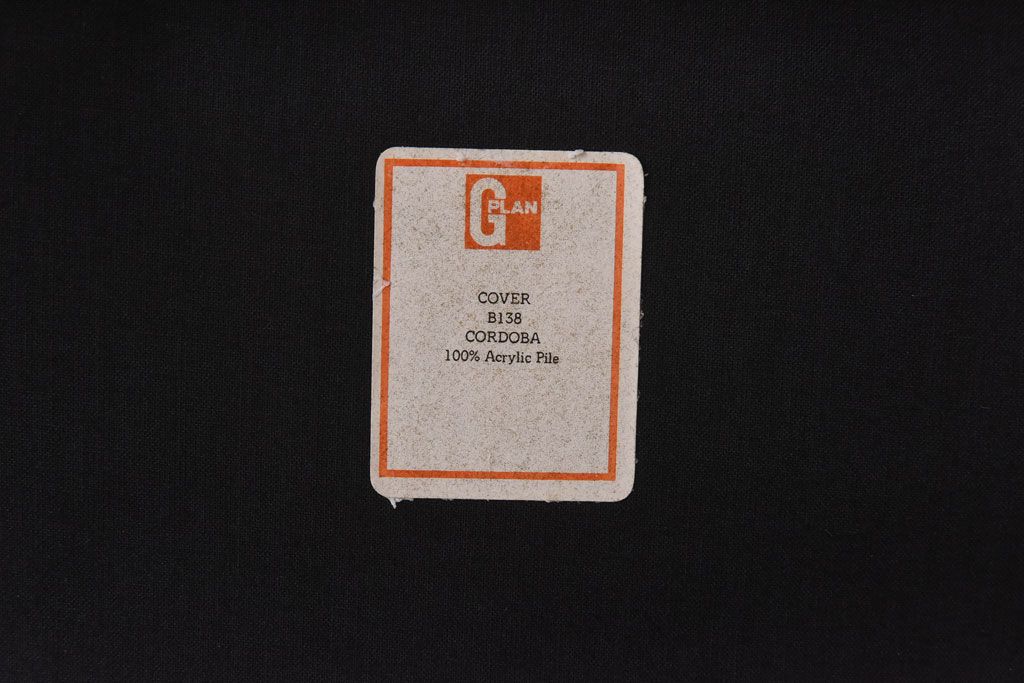 G PLAN
COVER
B138
CORDOBA
100% Acrylic Pile